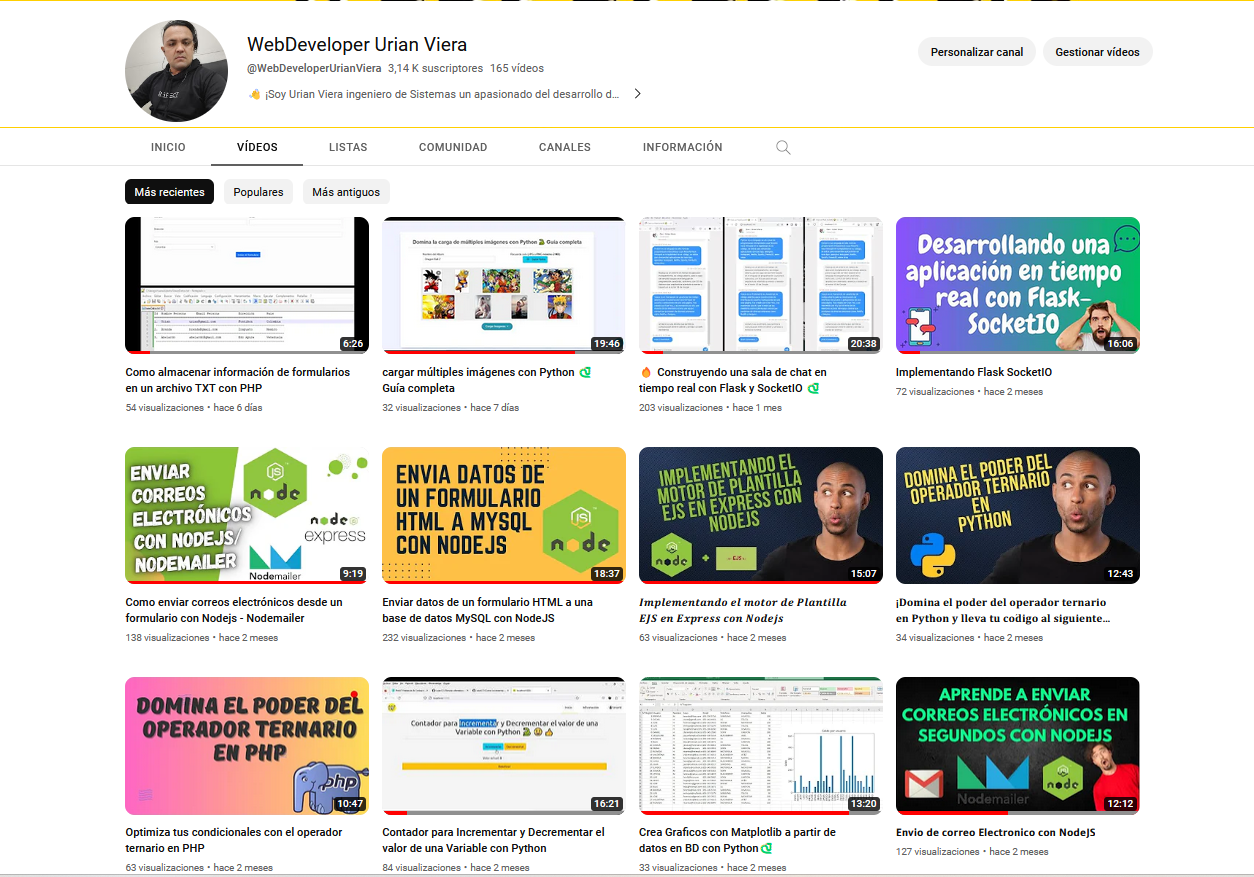 WebDeveloper Urian Viera
@WebDeveloperUrianViera 3,14 K suscriptores 165 vídeos
👋 ¡Soy Urian Viera ingeniero de Sistemas un apasionado del desarrollo d...
Personalizar canal
Gestionar vídeos
INICIO
VÍDEOS
LISTAS
COMUNIDAD
CANALES
INFORMACIÓN
Más recientes
Populares
Más antiguos
6:26
Como almacenar información de formularios
en un archivo TXT con PHP
54 visualizaciones • hace 6 días
Domina la carga de múltiples imágenes con Python 🐍 Guía completa
19:46
cargar múltiples imágenes con Python
Guía completa
32 visualizaciones • hace 7 días
20:38
🔥 Construyendo una sala de chat en
tiempo real con Flask y SocketIO
203 visualizaciones • hace 1 mes
Desarrollando una
aplicación en tiempo
real con Flask-
SocketIO
16:06
Implementando Flask SocketIO
72 visualizaciones • hace 2 meses
ENVIAR
CORREOS
ELECTRÓNICOS
CON NODEJS/
NODEMAILER
node
JS
node
express
Nodemailer
9:19
Como enviar correos electrónicos desde un
formulario con Nodejs - Nodemailer
138 visualizaciones • hace 2 meses
ENVIA DATOS DE
UN FORMULARIO
HTML A MYSQL
CON NODEJS
JS
node
18:37
Enviar datos de un formulario HTML a una
base de datos MySQL con NodeJS
232 visualizaciones • hace 2 meses
IMPLEMENTANDO EL
MOTOR DE PLANTILLA
EJS EN EXPRESS CON
NODEJS
node
+
EJS
15:07
Implementando el motor de Plantilla
EJS en Express con Nodejs
63 visualizaciones • hace 2 meses
DOMINA EL PODER DEL
OPERADOR TERNARIO
EN
PYTHON
12:43
¡Domina el poder del operador ternario
en Python y lleva tu codigo al siguiente...
34 visualizaciones • hace 2 meses
DOMINA EL PODER DEL
OPERADOR TERNARIO
EN PHP
php
10:47
Optimiza tus condicionales con el operador
ternario en PHP
63 visualizaciones • hace 2 meses
Contador para Incrementar y Decrementar el valor de una
Variable con Python 🐍 😃 👍
16:21
Contador para Incrementar y Decrementar el
valor de una Variable con Python
84 visualizaciones • hace 2 meses
13:20
Crea Graficos con Matplotlib a partir de
datos en BD con Python
33 visualizaciones • hace 2 meses
APRENDE A ENVIAR
CORREOS ELECTRÓNICOS EN
SEGUNDOS CON NODEJS
Nodemailer
node
12:12
Envio de correo Electronico con NodeJS
127 visualizaciones • hace 2 meses